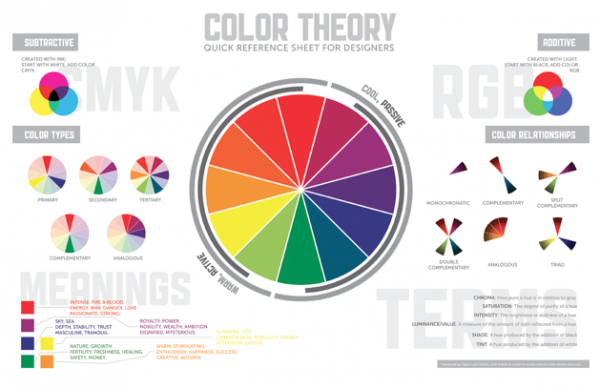 COLOR THEORY
QUICK REFERENCE SHEET FOR DESIGNERS
SUBTRACTIVE
CREATED WITH INK;
START WITH WHITE, ADD COLOR.
CMYK
CMYK
ADDITIVE
CREATED WITH LIGHT;
START WITH BLACK, ADD COLOR.
RGB
RGB
COOL, PASSIVE
WARM, ACTIVE
COLOR TYPES
PRIMARY
SECONDARY
TERTIARY
COMPLEMENTARY
ANALOGOUS
COLOR RELATIONSHIPS
MONOCHROMATIC
COMPLEMENTARY
SPLIT
COMPLEMENTARY
DOUBLE
COMPLEMENTARY
ANALOGOUS
TRIAD
MEENINGS
INTENSE, FIRE & BLOOD,
ENERGY, WAR, DANGER, LOVE
PASSIONATE, STRONG.
SKY, SEA,
DEPTH, STABILITY, TRUST
MASCULINE, TRANQUIL.
ROYALTY, POWER,
NOBILITY, WEALTH, AMBITION
DIGNIFIED, MYSTERIOUS.
SUNSHINE, JOY,
CHEERFULNESS, INTELLECT, ENERGY
ATTENTION-GETTER.
NATURE, GROWTH,
FERTILITY, FRESHNESS, HEALING
SAFETY, MONEY.
WARM, STIMULATING,
ENTHUSIASM, HAPPINESS, SUCCESS,
CREATIVE, AUTUMN.
TERMS
CHROMA: How pure a hue is in relation to gray
SATURATION: The degree of purity of a hue
INTENSITY: The brightness or dullness of a hue
LUMINANCE/VALUE: A measure of the amount of light reflected from a hue
SHADE: A hue produced by the addition of black
TINT: A hue produced by the addition of white